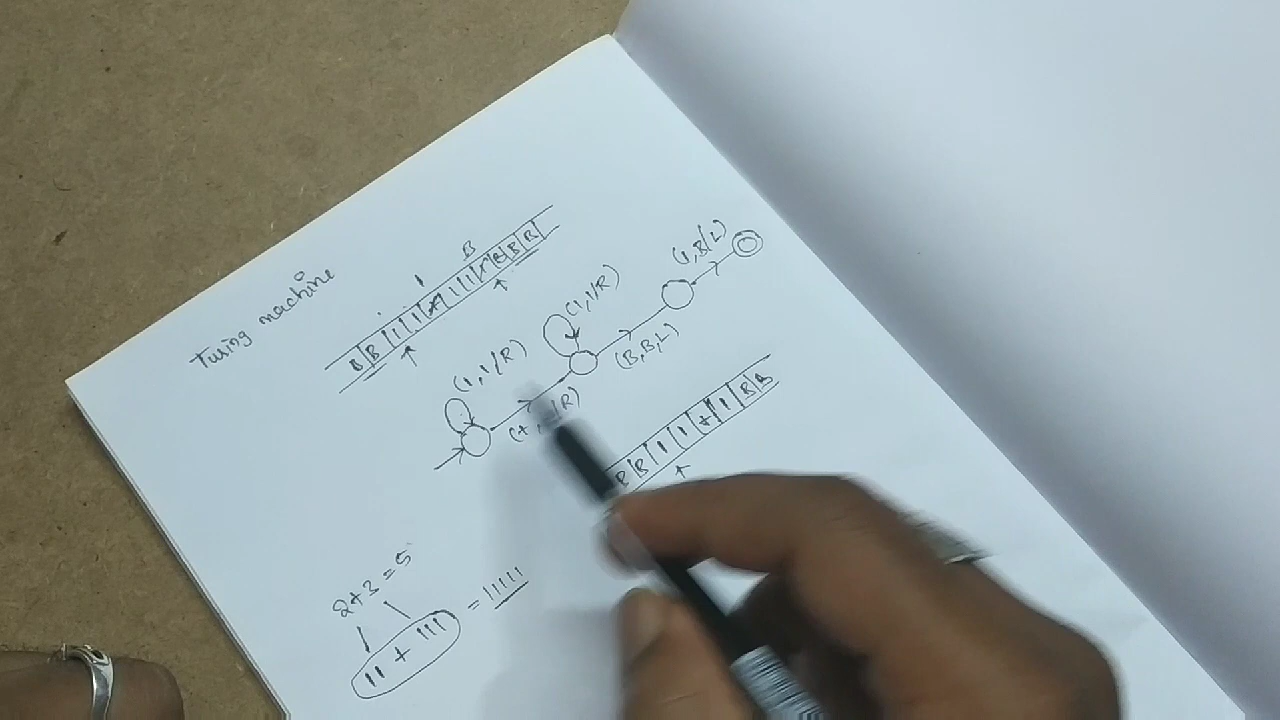 Turing machine
B
1
B B 1 1 + 1 1 1 B B B
(1,1/R)
(1,1/R)
(1,B/L)
(B,B,L)
B B 1 1 + 1 B B
2+3=5
11 + 111 = 11111